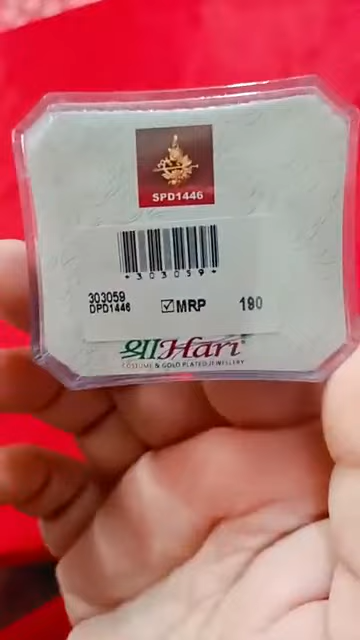 SPD1446
*303059*
303059
DPD1446
☑MRP 190
श्रीHari®
COSTUME & GOLD PLATED JEWELLERY